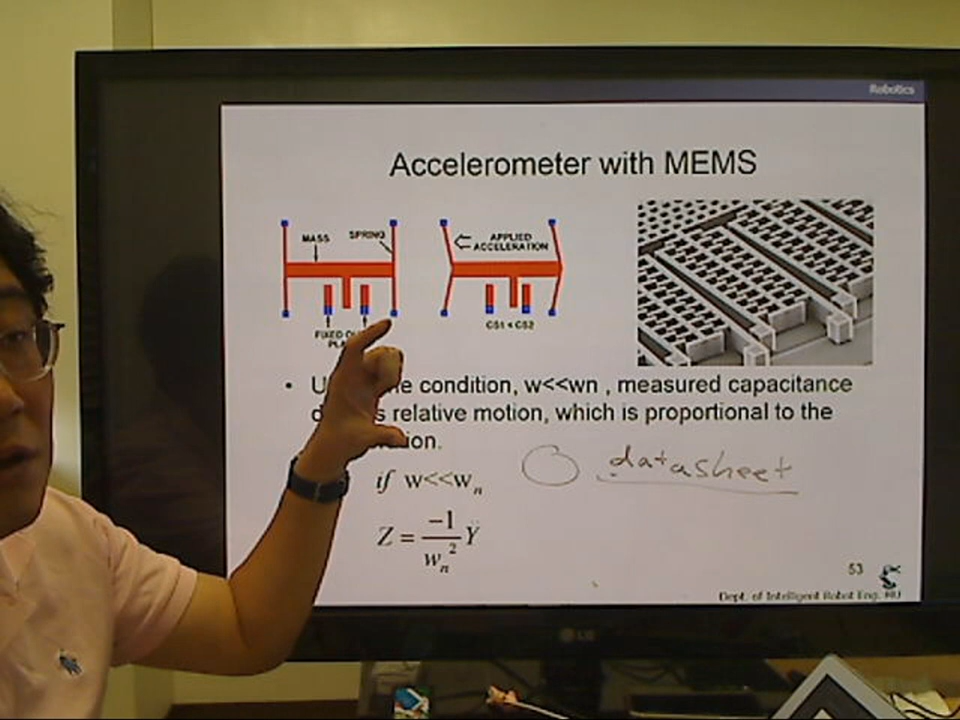 Robotics
Accelerometer with MEMS
MASS
SPRING
APPLIED
ACCELERATION
FIXED
CS1 < CS2
• condition, w<<wn , measured capacitance
relative motion, which is proportional to the
datasheet
if w<<wn
Z = -1/wn² Ÿ
53
Dept. of Intelligent Robot Eng.
LG